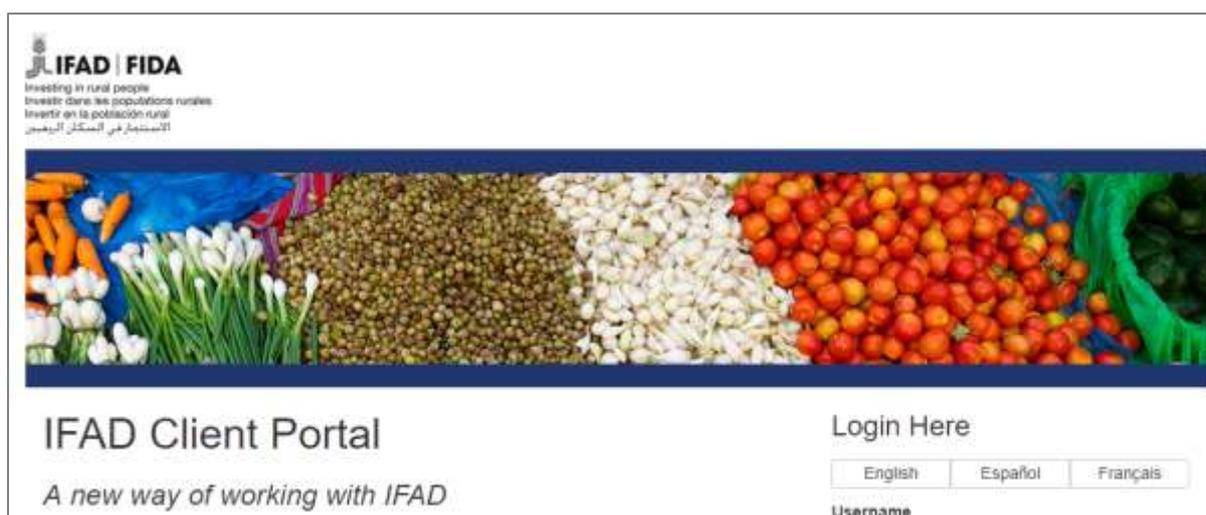 IFAD | FIDA
Investing in rural people
Investir dans les populations rurales
Invertir en la población rural
الاستثمار في السكان الريفيين
IFAD Client Portal
A new way of working with IFAD
Login Here
English Español Français
Username